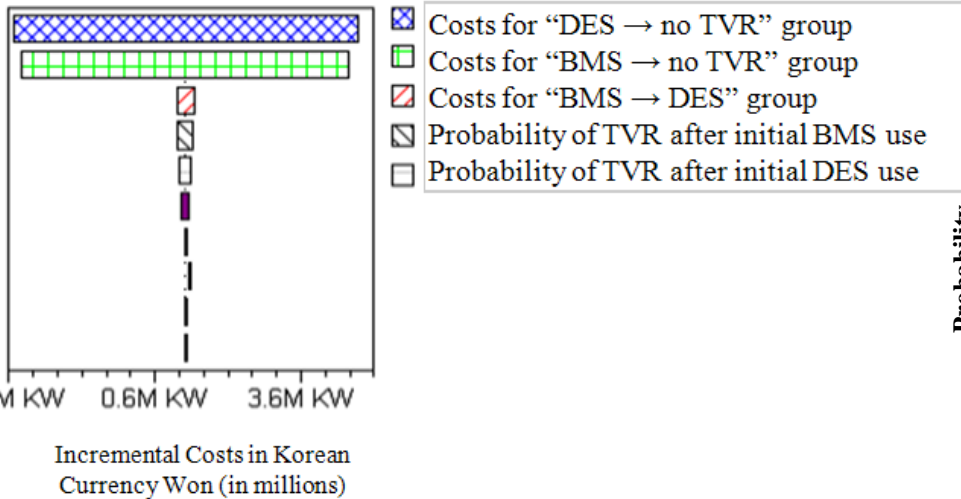 Costs for “DES → no TVR” group
Costs for “BMS → no TVR” group
Costs for “BMS → DES” group
Probability of TVR after initial BMS use
Probability of TVR after initial DES use
Probability
M KW 0.6M KW 3.6M KW
Incremental Costs in Korean
Currency Won (in millions)